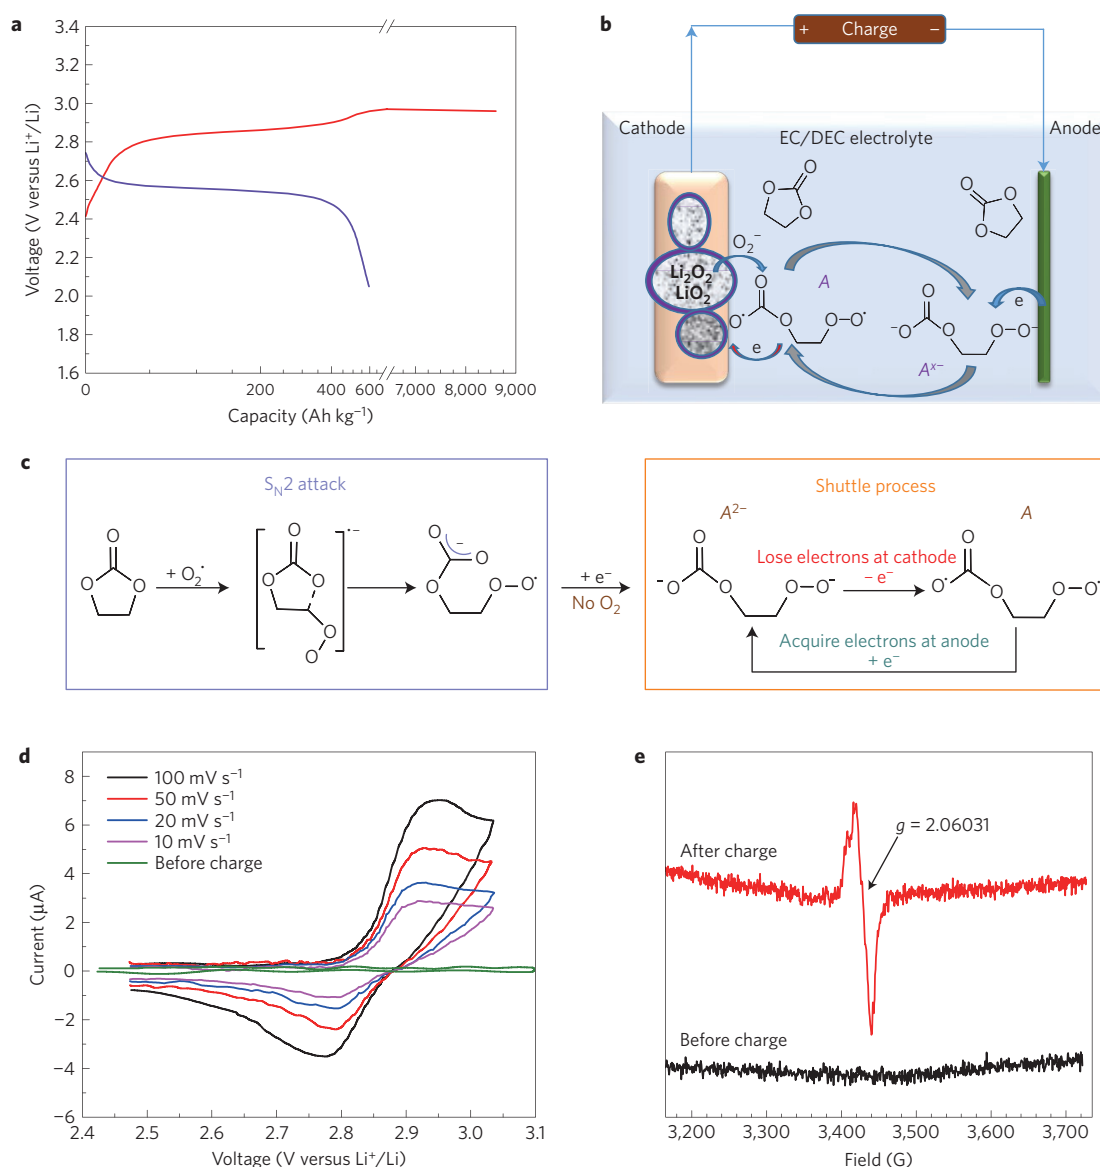 a
3.4
3.2
3.0
2.8
2.6
2.4
2.2
2.0
1.8
1.6
Voltage (V versus Li⁺/Li)
0 200 400 600 7,000 8,000 9,000
Capacity (Ah kg⁻¹)
b
+ Charge −
Cathode
Anode
EC/DEC electrolyte
O
O
O
O
O
O
O₂⁻
Li₂O₂
LiO₂
O
A
O•
O
O–O•
e
O
⁻O
O
O–O⁻
e
Aˣ⁻
c
S_N2 attack
O
O O
+ O₂•
O
O O
O
O
•−
O
O
−
O
O–O•
+ e⁻
No O₂
Shuttle process
A²⁻
A
O
⁻O
O
O–O⁻
Lose electrons at cathode
− e⁻
O
O•
O
O–O•
Acquire electrons at anode
+ e⁻
d
8
6
4
2
0
−2
−4
−6
Current (μA)
100 mV s⁻¹
50 mV s⁻¹
20 mV s⁻¹
10 mV s⁻¹
Before charge
2.4 2.5 2.6 2.7 2.8 2.9 3.0 3.1
Voltage (V versus Li⁺/Li)
e
g = 2.06031
After charge
Before charge
3,200 3,300 3,400 3,500 3,600 3,700
Field (G)